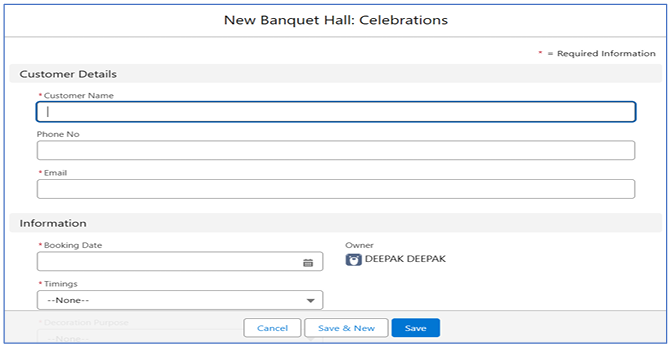 New Banquet Hall: Celebrations
* = Required Information
Customer Details
* Customer Name
Phone No
* Email
Information
* Booking Date
Owner
DEEPAK DEEPAK
* Timings
--None--
* Decoration Purpose
--None--
Cancel
Save & New
Save